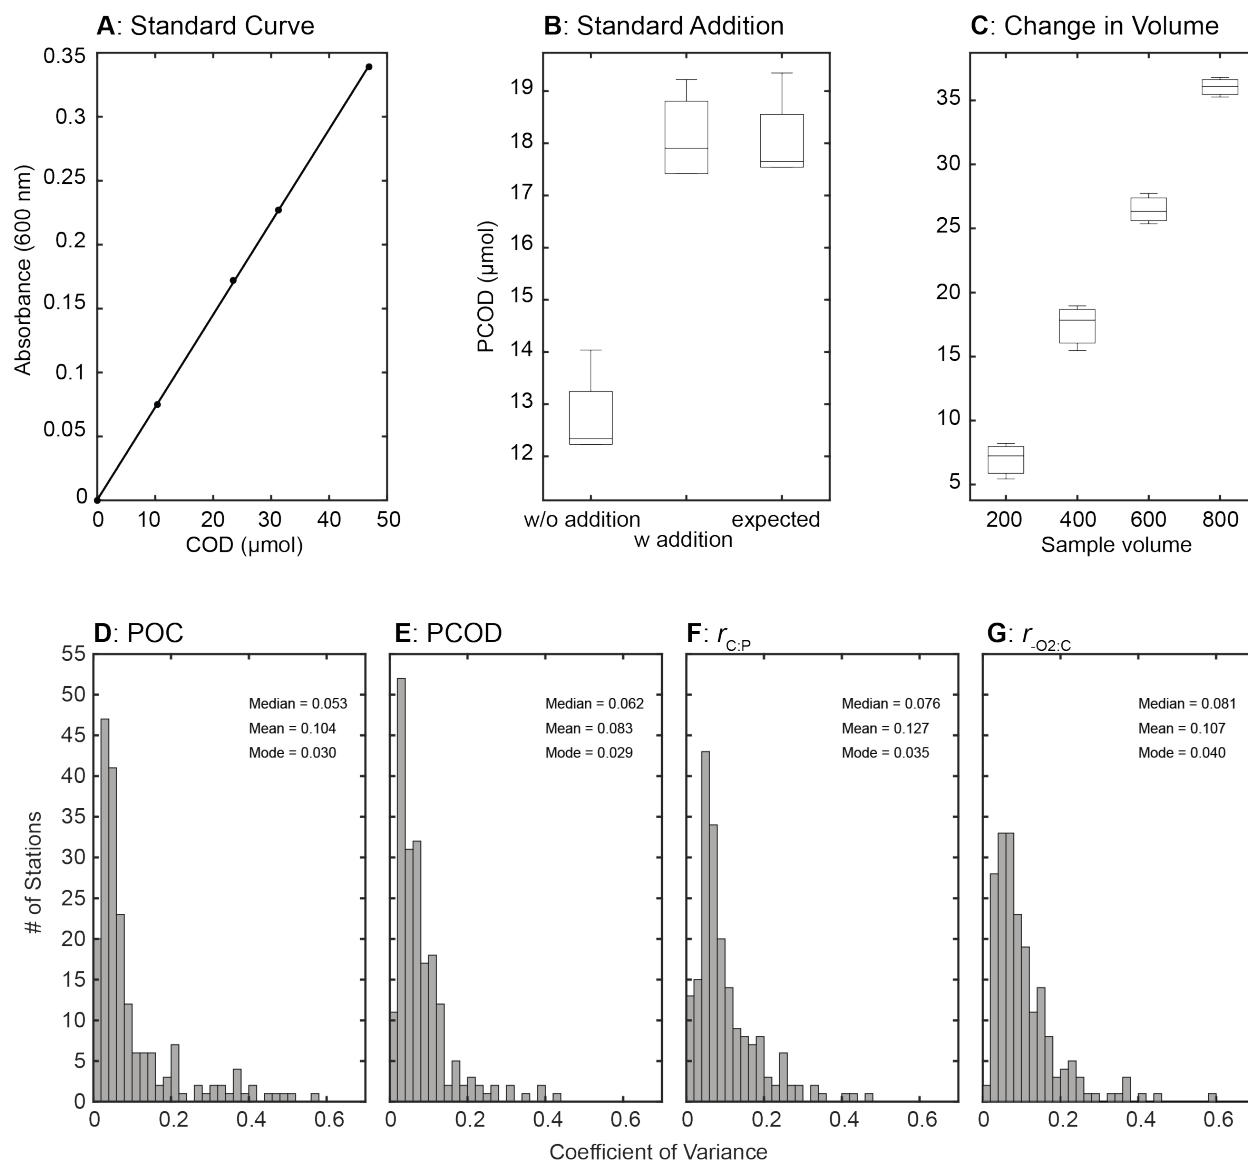 A: Standard Curve
0.35
0.3
0.25
0.2
0.15
0.1
0.05
0
Absorbance (600 nm)
0 10 20 30 40 50
COD (µmol)
B: Standard Addition
19
18
17
16
15
14
13
12
PCOD (µmol)
w/o addition expected
w addition
C: Change in Volume
35
30
25
20
15
10
5
200 400 600 800
Sample volume
D: POC
55
50
45
40
35
30
25
20
15
10
5
0
# of Stations
Median = 0.053
Mean = 0.104
Mode = 0.030
0 0.2 0.4 0.6
E: PCOD
Median = 0.062
Mean = 0.083
Mode = 0.029
0 0.2 0.4 0.6
F: r C:P
Median = 0.076
Mean = 0.127
Mode = 0.035
0 0.2 0.4 0.6
G: r -O2:C
Median = 0.081
Mean = 0.107
Mode = 0.040
0 0.2 0.4 0.6
Coefficient of Variance